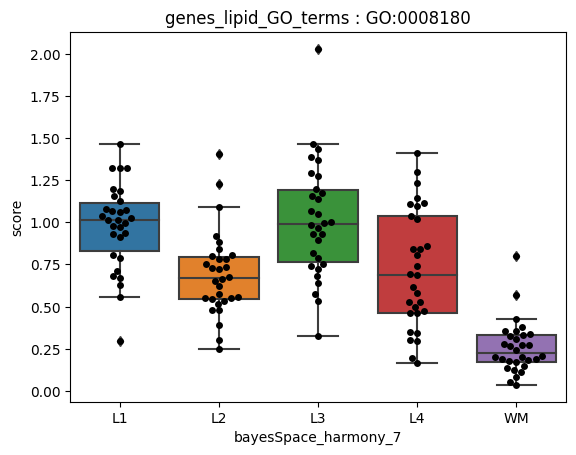 genes_lipid_GO_terms : GO:0008180
2.00
1.75
1.50
1.25
1.00
0.75
0.50
0.25
0.00
score
L1 L2 L3 L4 WM
bayesSpace_harmony_7